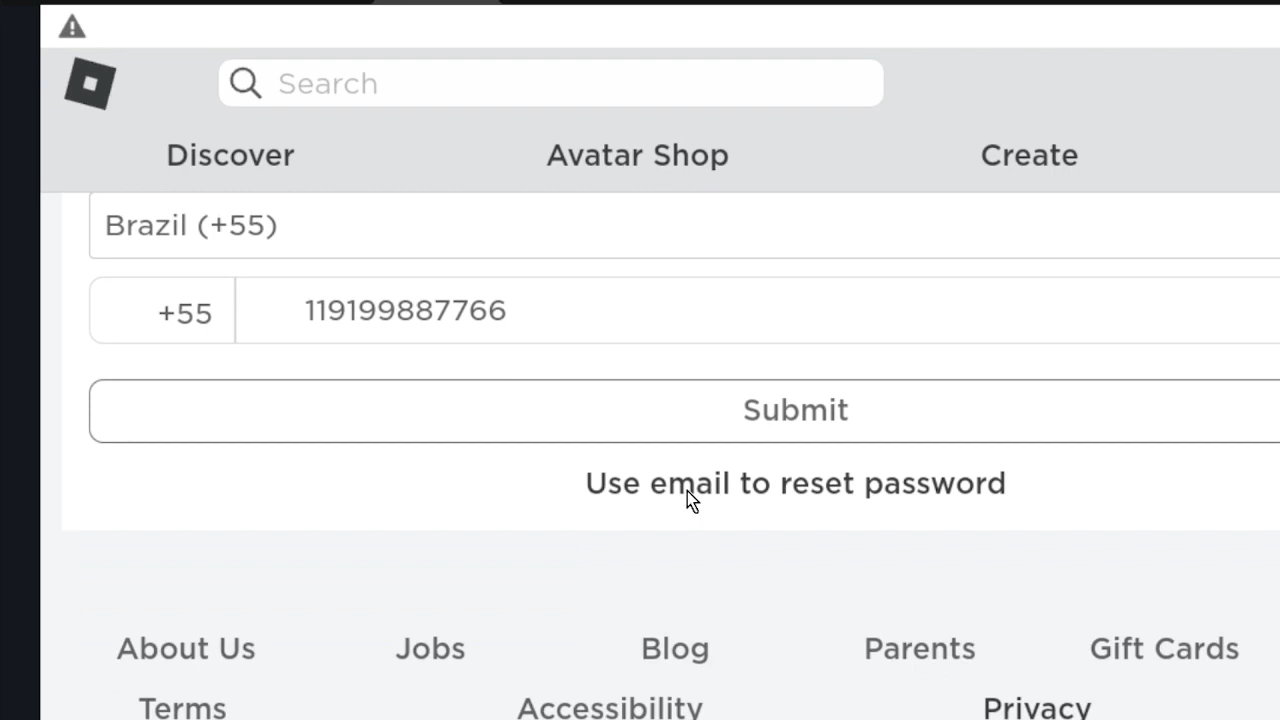 Search
Discover Avatar Shop Create
Brazil (+55)
+55 119199887766
Submit
Use email to reset password
About Us Jobs Blog Parents Gift Cards
Terms Accessibility Privacy